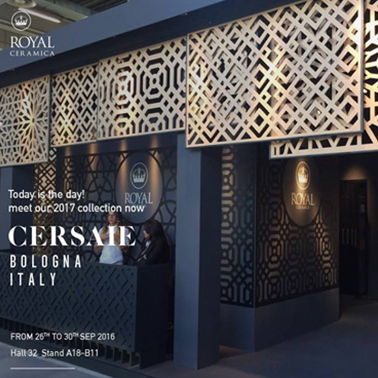 ROYAL
CERAMICA
Today is the day!
meet our 2017 collection now
ROYAL
ROYAL
CERSAIE
BOLOGNA
ITALY
FROM 26TH TO 30TH SEP 2016
Hall 32 Stand A18-B11